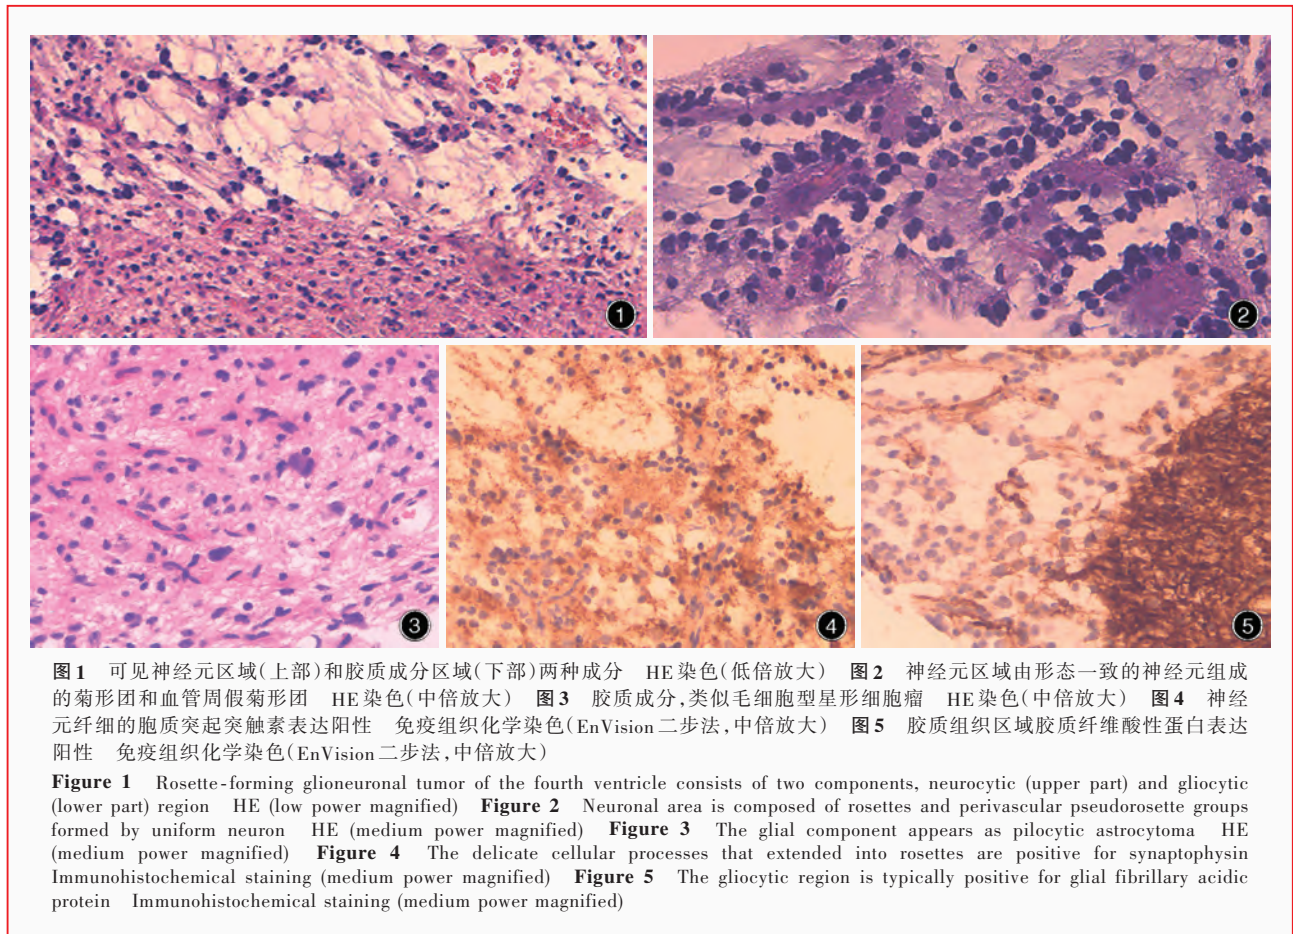 1
2
3
4
5
图1 可见神经元区域(上部)和胶质成分区域(下部)两种成分 HE染色(低倍放大) 图2 神经元区域由形态一致的神经元组成
的菊形团和血管周假菊形团 HE染色(中倍放大) 图3 胶质成分,类似毛细胞型星形细胞瘤 HE染色(中倍放大) 图4 神经
元纤细的胞质突起突触素表达阳性 免疫组织化学染色(EnVision二步法,中倍放大) 图5 胶质组织区域胶质纤维酸性蛋白表达
阳性 免疫组织化学染色(EnVision二步法,中倍放大)
Figure 1 Rosette-forming glioneuronal tumor of the fourth ventricle consists of two components, neurocytic (upper part) and gliocytic
(lower part) region HE (low power magnified) Figure 2 Neuronal area is composed of rosettes and perivascular pseudorosette groups
formed by uniform neuron HE (medium power magnified) Figure 3 The glial component appears as pilocytic astrocytoma HE
(medium power magnified) Figure 4 The delicate cellular processes that extended into rosettes are positive for synaptophysin
Immunohistochemical staining (medium power magnified) Figure 5 The gliocytic region is typically positive for glial fibrillary acidic
protein Immunohistochemical staining (medium power magnified)